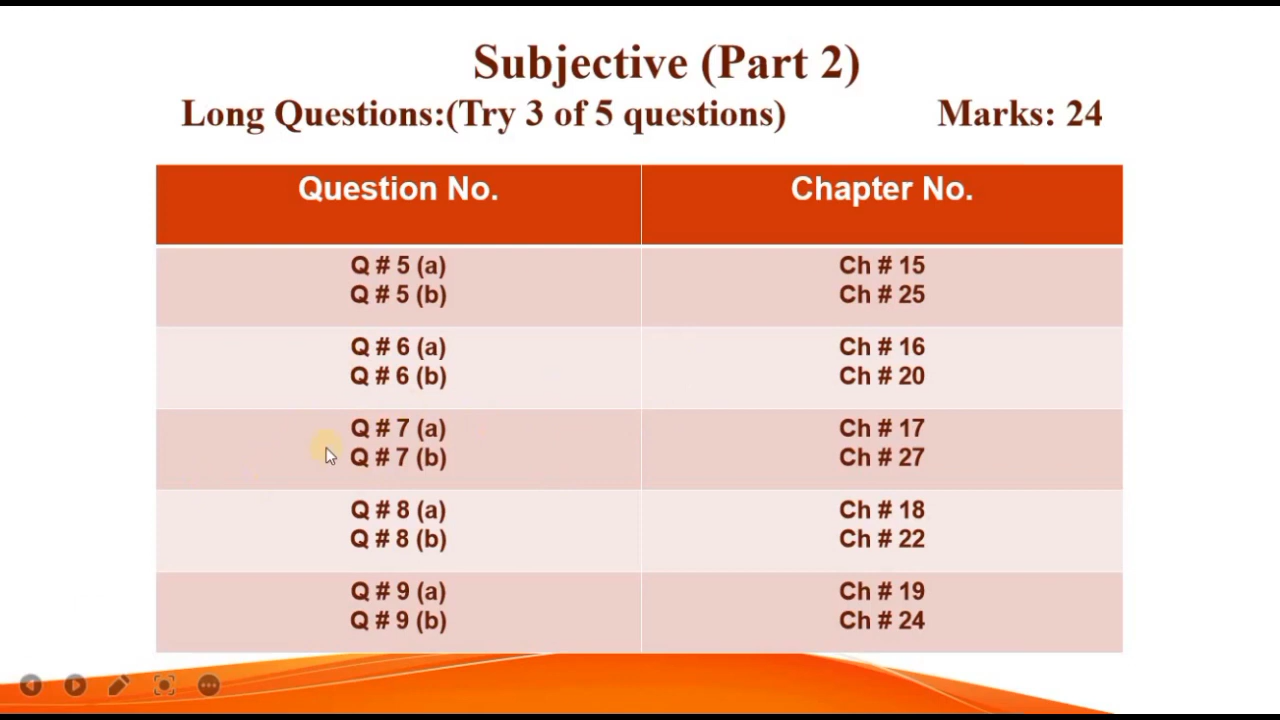 Subjective (Part 2)
Long Questions:(Try 3 of 5 questions) Marks: 24
Question No. Chapter No.
Q # 5 (a) Ch # 15
Q # 5 (b) Ch # 25
Q # 6 (a) Ch # 16
Q # 6 (b) Ch # 20
Q # 7 (a) Ch # 17
Q # 7 (b) Ch # 27
Q # 8 (a) Ch # 18
Q # 8 (b) Ch # 22
Q # 9 (a) Ch # 19
Q # 9 (b) Ch # 24